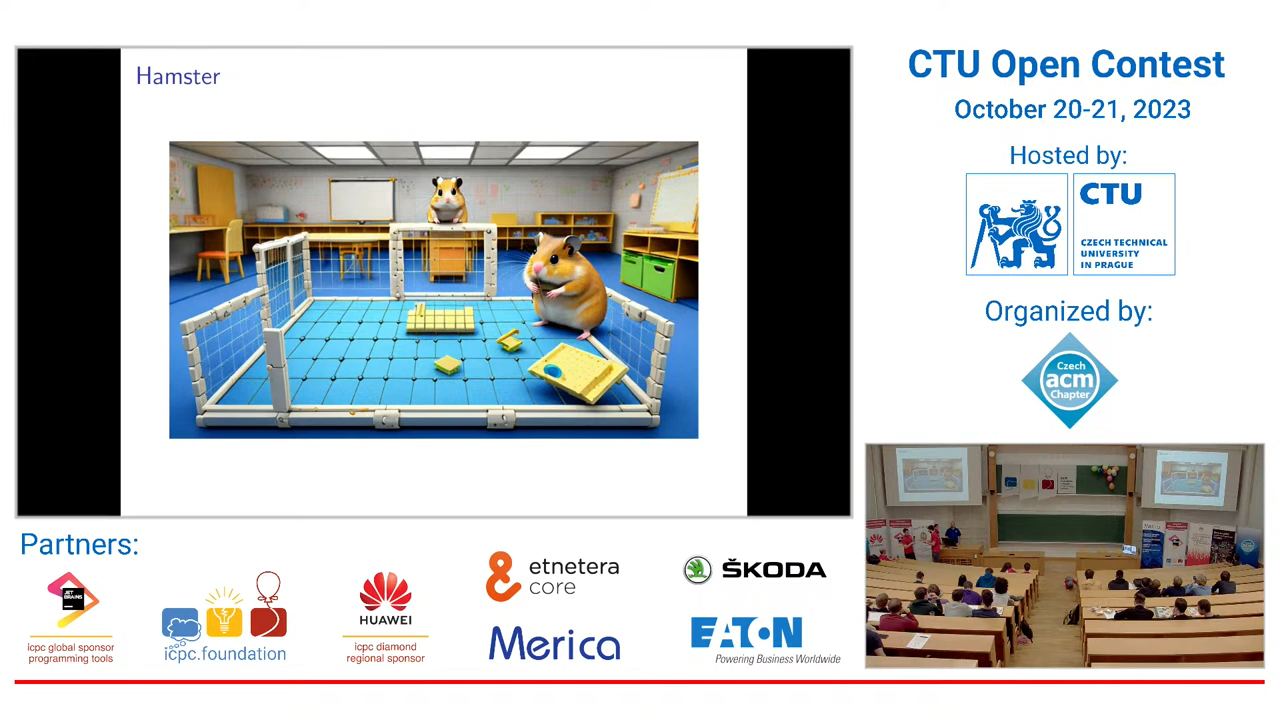 Hamster
CTU Open Contest
October 20-21, 2023
Hosted by:
CTU
CZECH TECHNICAL
UNIVERSITY
IN PRAGUE
Organized by:
Czech
acm
Chapter
Partners:
JET
BRAINS
icpc global sponsor
programming tools
icpc.foundation
HUAWEI
icpc diamond
regional sponsor
etnetera
core
Merica
ŠKODA
EATON
Powering Business Worldwide